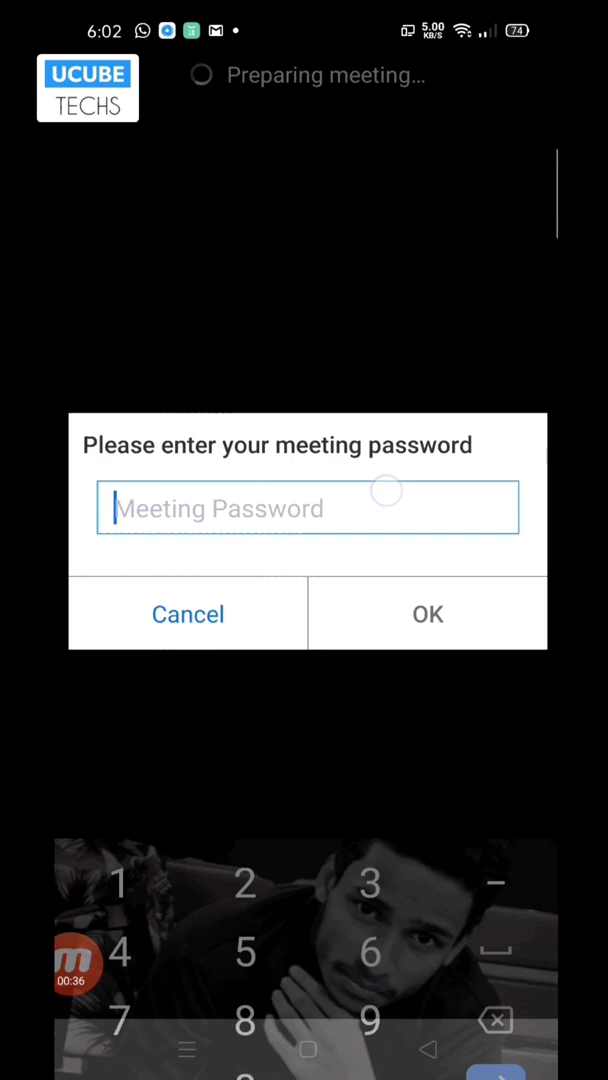 6:02
5.00
KB/S
74
UCUBE
TECHS
Preparing meeting...
Please enter your meeting password
Meeting Password
Cancel
OK
1 2 3 –
4 5 6
00:36
7 8 9